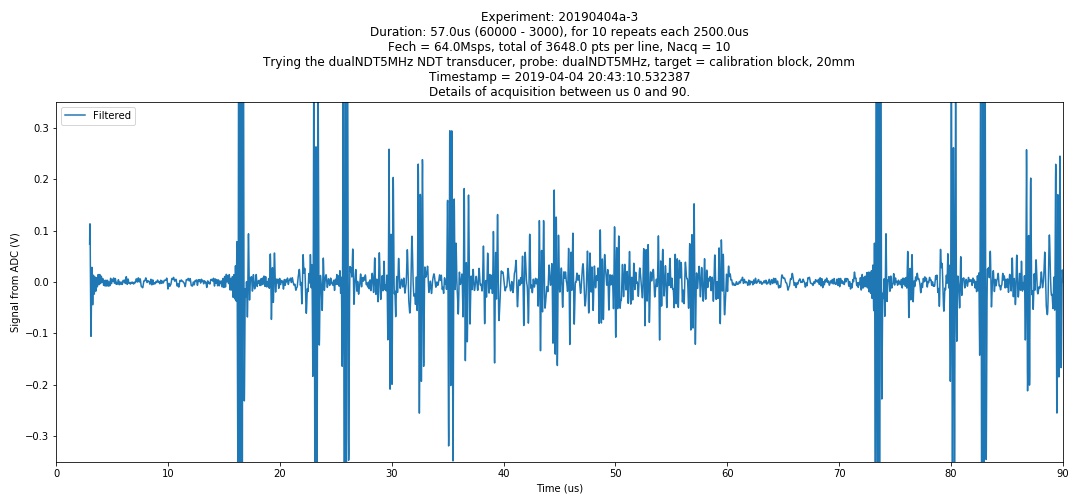 Experiment: 20190404a-3
Duration: 57.0us (60000 - 3000), for 10 repeats each 2500.0us
Fech = 64.0Msps, total of 3648.0 pts per line, Nacq = 10
Trying the dualNDT5MHz NDT transducer, probe: dualNDT5MHz, target = calibration block, 20mm
Timestamp = 2019-04-04 20:43:10.532387
Details of acquisition between us 0 and 90.
Filtered
Signal from ADC (V)
0.3
0.2
0.1
0.0
−0.1
−0.2
−0.3
0 10 20 30 40 50 60 70 80 90
Time (us)